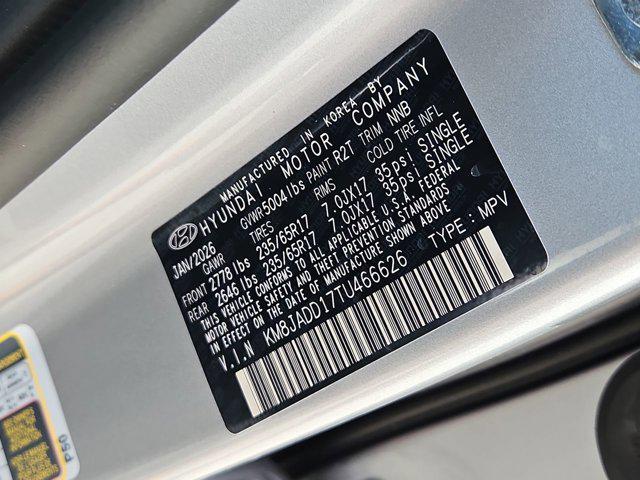 MANUFACTURED IN KOREA BY
HYUNDAI MOTOR COMPANY
JAN/2026 GVWR 5004 lbs PAINT R2T TRIM NNB
GAWR TIRES RIMS COLD TIRE INFL
FRONT 2778 lbs 235/65R17 7.0JX17 35psi SINGLE
REAR 2646 lbs 235/65R17 7.0JX17 35psi SINGLE
THIS VEHICLE CONFORMS TO ALL APPLICABLE U.S.A. FEDERAL
MOTOR VEHICLE SAFETY AND THEFT PREVENTION STANDARDS
IN EFFECT ON THE DATE OF MANUFACTURE SHOWN ABOVE
V.I.N KM8JADD17TU466626 TYPE : MPV
P50